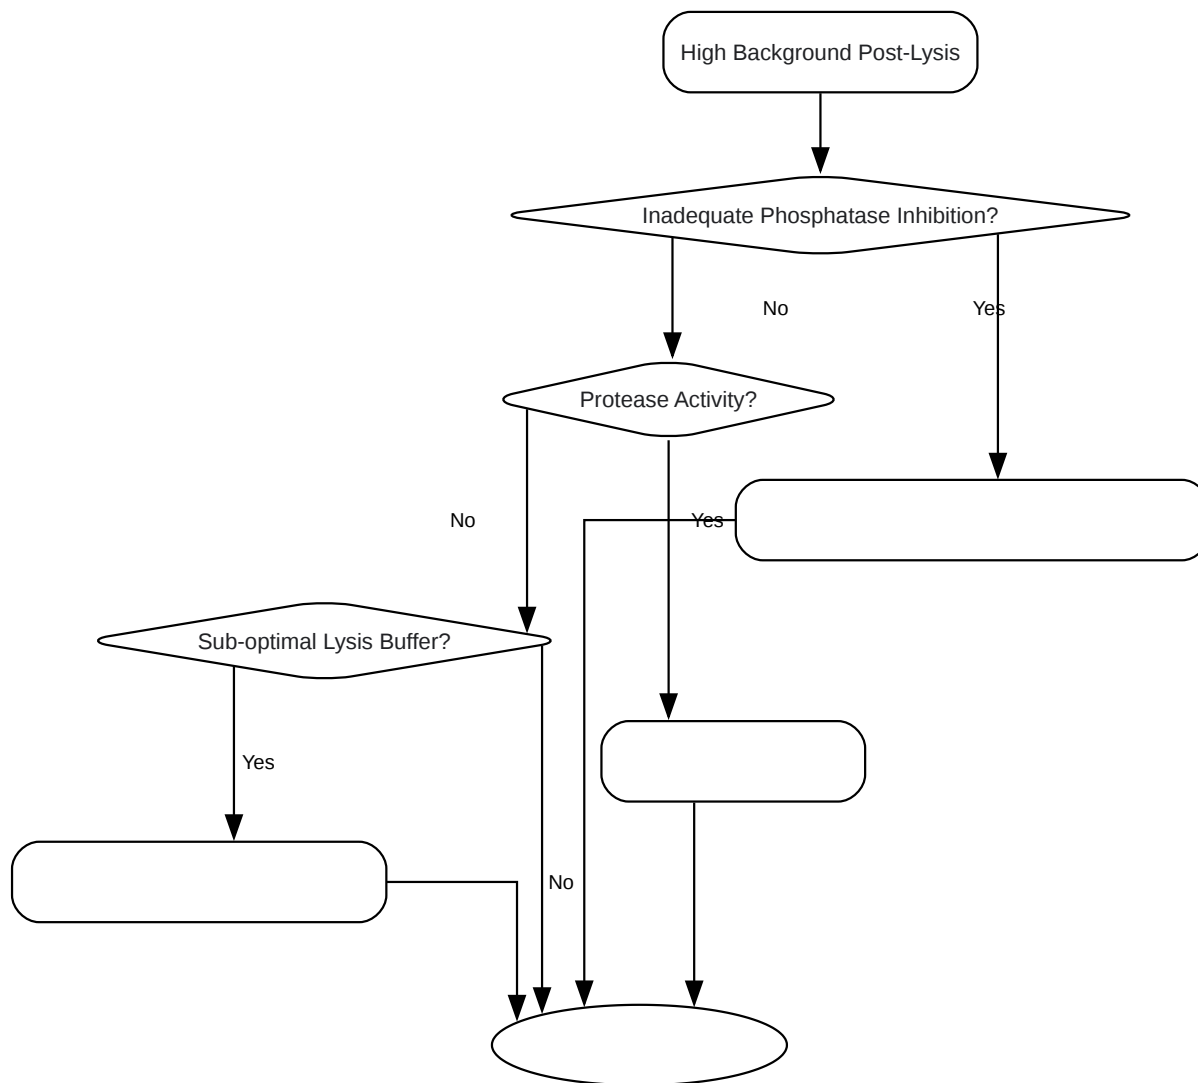 High Background Post-Lysis
Inadequate Phosphatase Inhibition?
No
Yes
Protease Activity?
No
Yes
Sub-optimal Lysis Buffer?
Yes
No